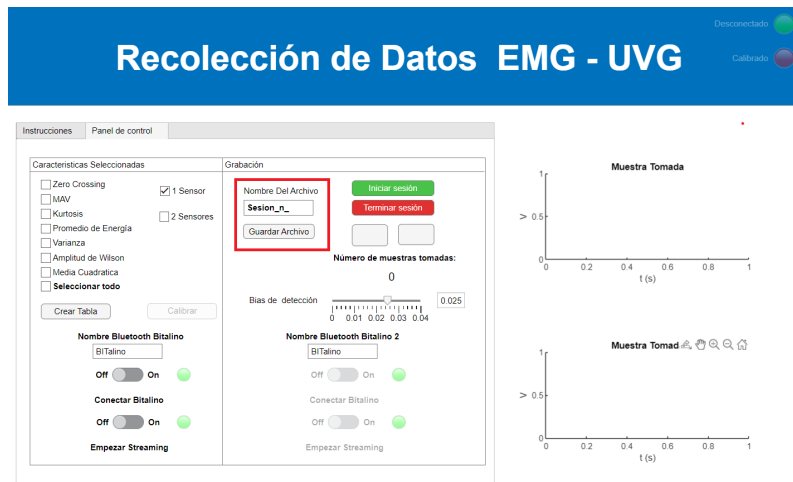 Desconectado
Recolección de Datos EMG - UVG
Calibrado
Instrucciones
Panel de control
Caracteristicas Seleccionadas
Zero Crossing
MAV
Kurtosis
Promedio de Energía
Varianza
Amplitud de Wilson
Media Cuadratica
Seleccionar todo
1 Sensor
2 Sensores
Crear Tabla
Calibrar
Nombre Bluetooth Bitalino
BITalino
Off On
Conectar Bitalino
Off On
Empezar Streaming
Grabación
Nombre Del Archivo
Sesion_n_
Guardar Archivo
Iniciar sesión
Terminar sesión
Número de muestras tomadas:
0
Bias de detección
0 0.01 0.02 0.03 0.04
0.025
Nombre Bluetooth Bitalino 2
BITalino
Off On
Conectar Bitalino
Off On
Empezar Streaming
Muestra Tomada
1
0.5
0
V
0 0.2 0.4 0.6 0.8 1
t (s)
Muestra Tomad
1
0.5
0
V
0 0.2 0.4 0.6 0.8 1
t (s)